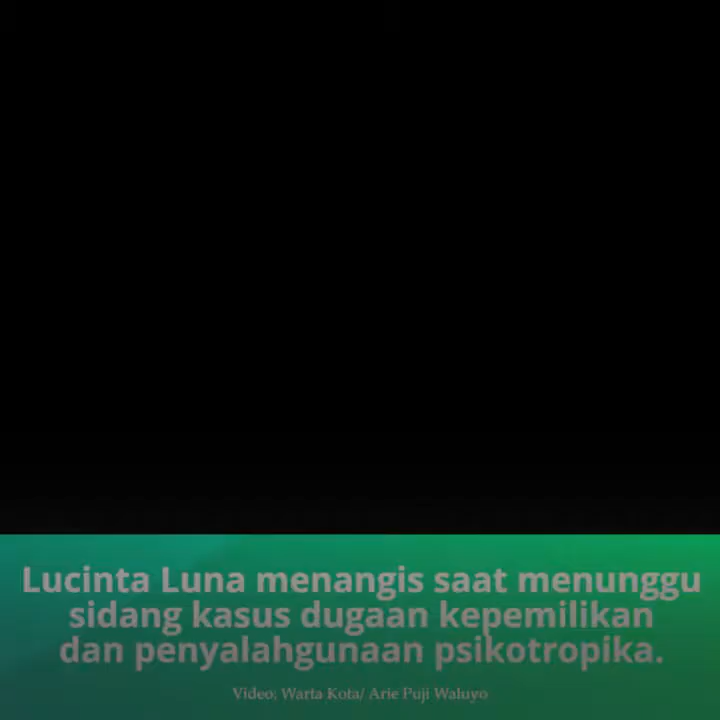 Lucinta Luna menangis saat menunggu
sidang kasus dugaan kepemilikan
dan penyalahgunaan psikotropika.
Video: Warta Kota/ Arie Puji Waluyo